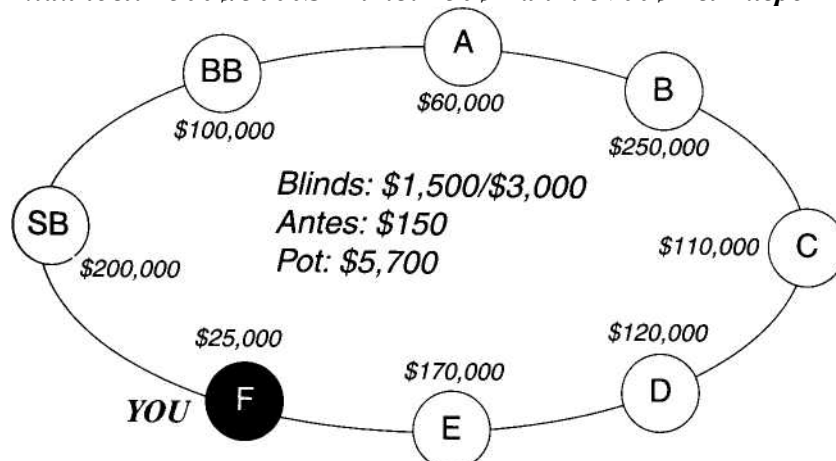 BB
A
$60,000
B
$100,000
$250,000
Blinds: $1,500/$3,000
Antes: $150
Pot: $5,700
SB
$200,000
$110,000
C
$25,000
$120,000
YOU
F
$170,000
E
D